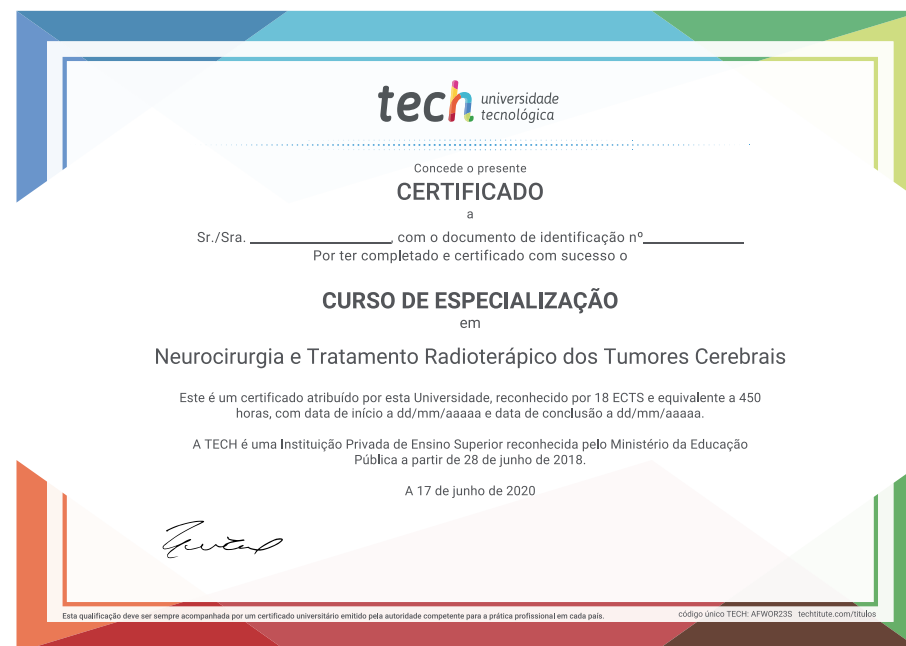 tech universidade
tecnológica
Concede o presente
CERTIFICADO
a
Sr./Sra. ____________________, com o documento de identificação nº______________
Por ter completado e certificado com sucesso o
CURSO DE ESPECIALIZAÇÃO
em
Neurocirurgia e Tratamento Radioterápico dos Tumores Cerebrais
Este é um certificado atribuído por esta Universidade, reconhecido por 18 ECTS e equivalente a 450
horas, com data de início a dd/mm/aaaaa e data de conclusão a dd/mm/aaaaa.
A TECH é uma Instituição Privada de Ensino Superior reconhecida pelo Ministério da Educação
Pública a partir de 28 de junho de 2018.
A 17 de junho de 2020
Esta qualificação deve ser sempre acompanhada por um certificado universitário emitido pela autoridade competente para a prática profissional em cada país.
código único TECH: AFWOR23S techtitute.com/titulos